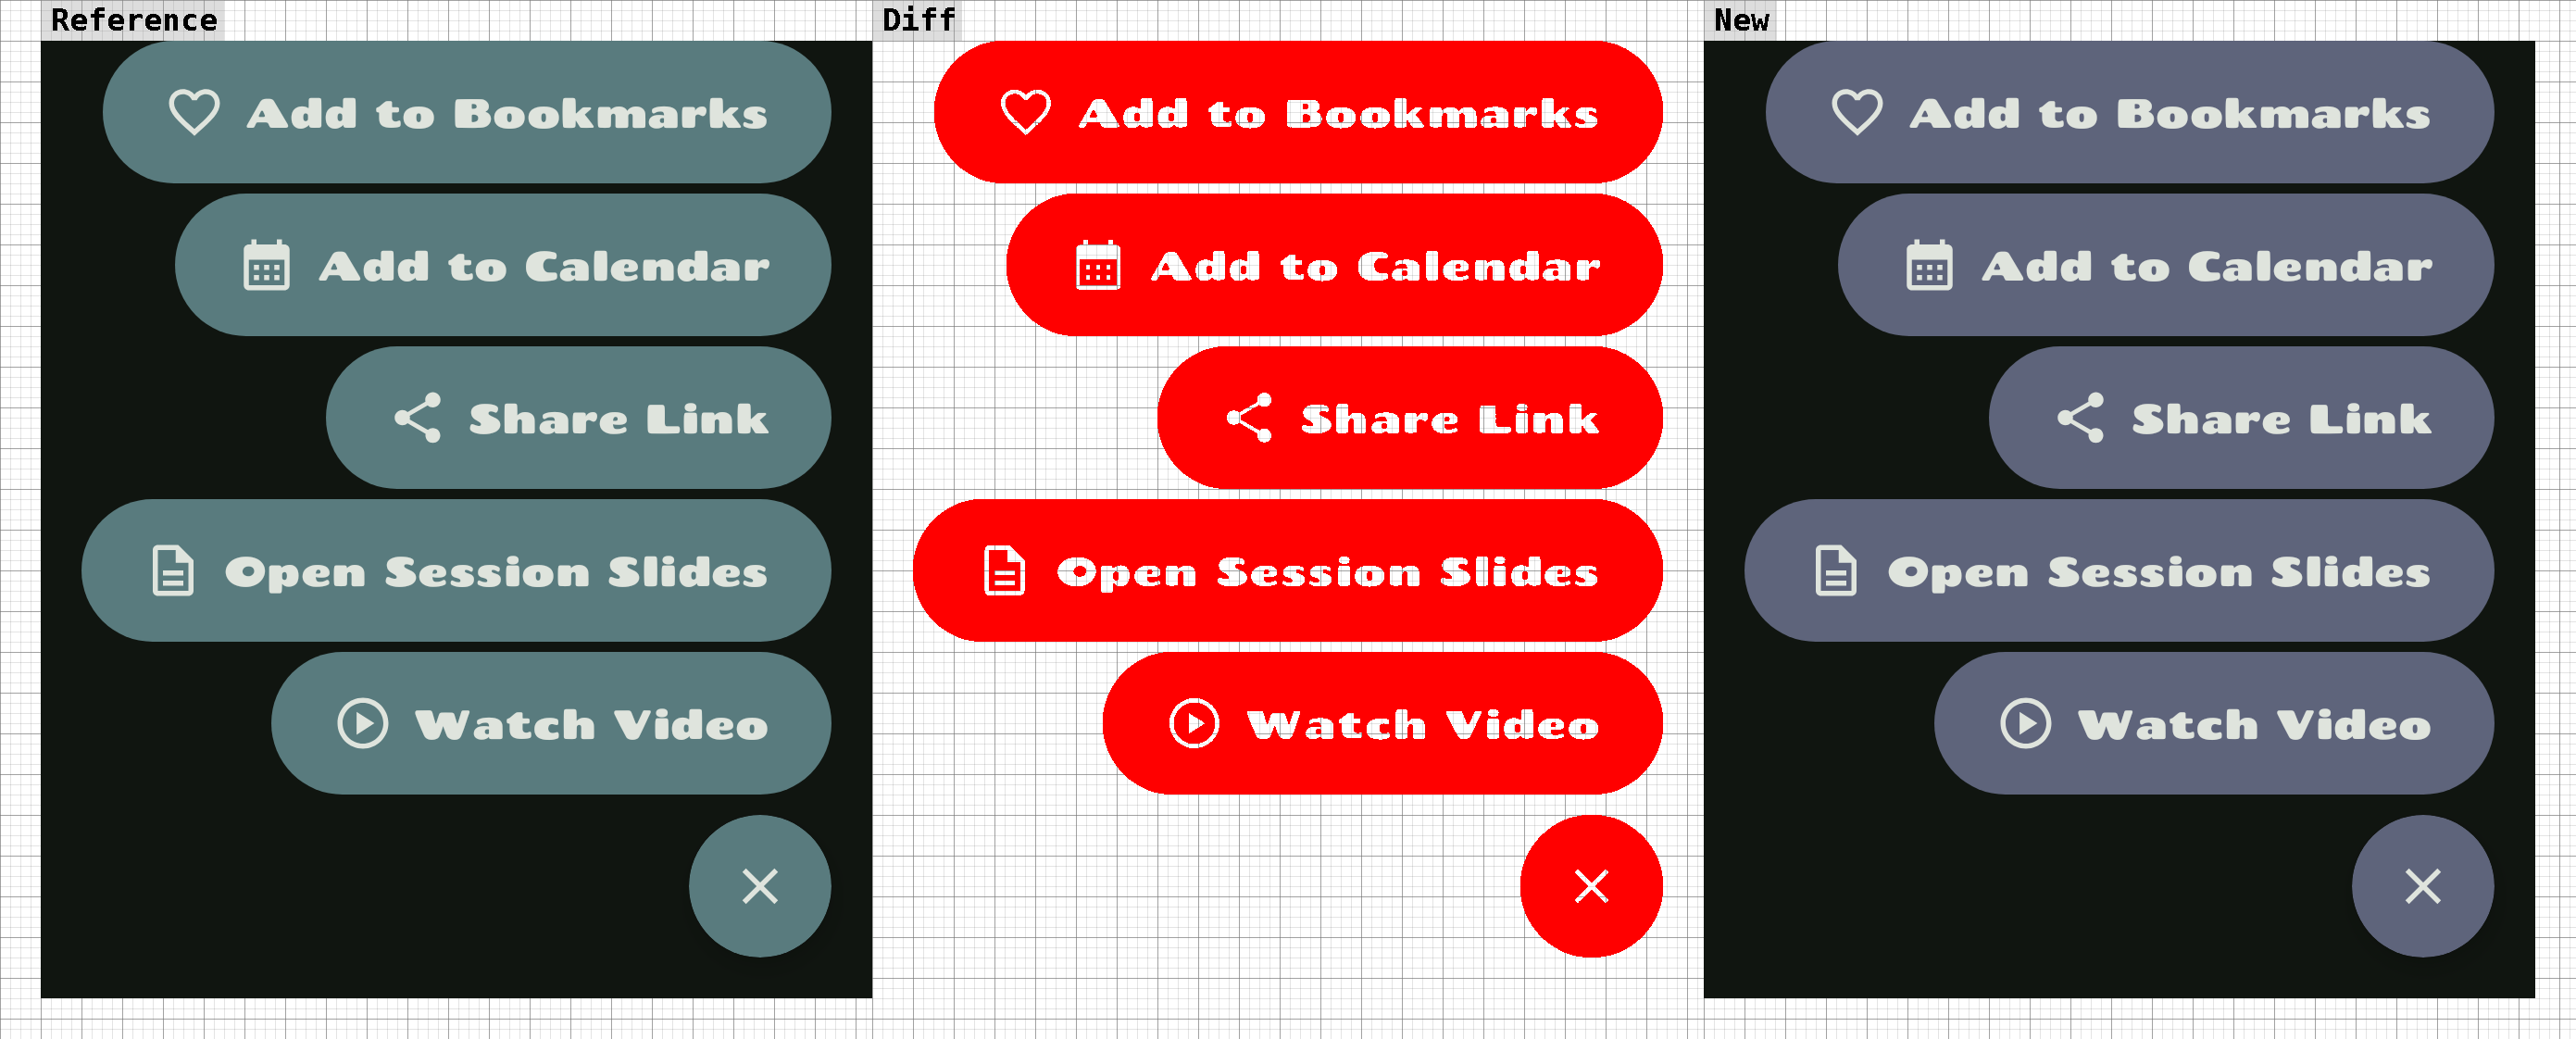 Reference
Diff
New
Add to Bookmarks
Add to Bookmarks
Add to Bookmarks
Add to Calendar
Add to Calendar
Add to Calendar
Share Link
Share Link
Share Link
Open Session Slides
Open Session Slides
Open Session Slides
Watch Video
Watch Video
Watch Video